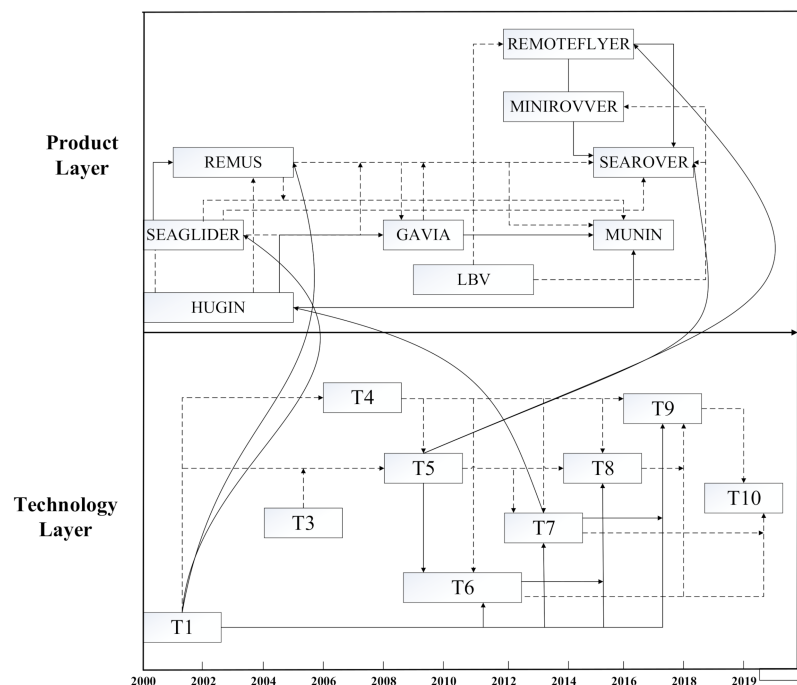 REMOTEFLYER
MINIROVVER
Product
Layer
REMUS
SEAROVER
SEAGLIDER
GAVIA
MUNIN
LBV
HUGIN
T4
T9
T5
T8
T10
Technology
Layer
T3
T7
T6
T1
2000 2002 2004 2006 2008 2010 2012 2014 2016 2018 2019